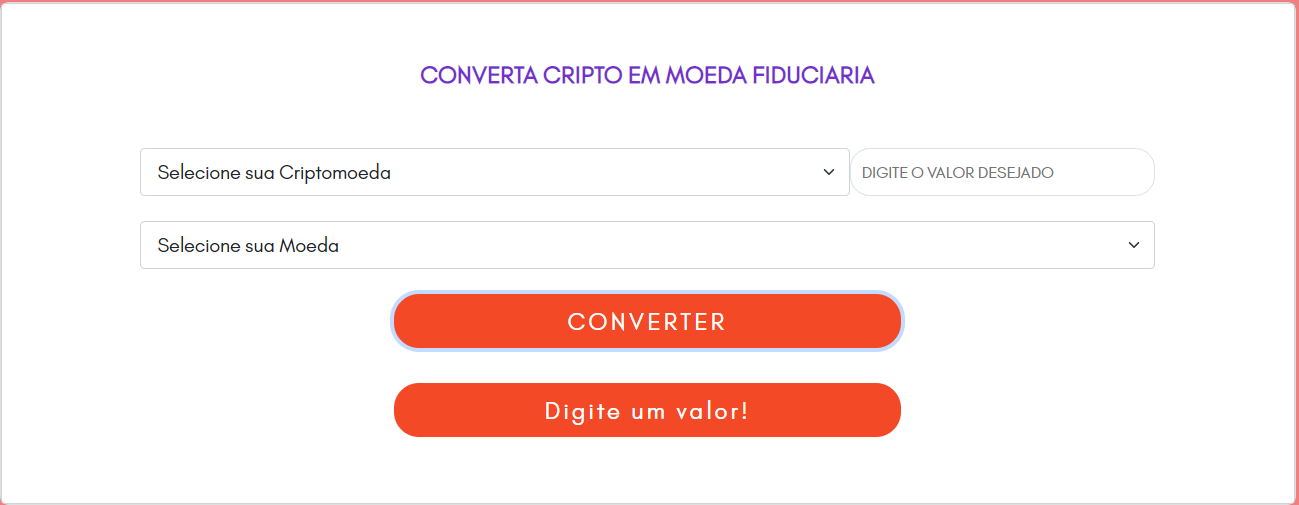 CONVERTA CRIPTO EM MOEDA FIDUCIARIA
Selecione sua Criptomoeda
DIGITE O VALOR DESEJADO
Selecione sua Moeda
CONVERTER
Digite um valor!